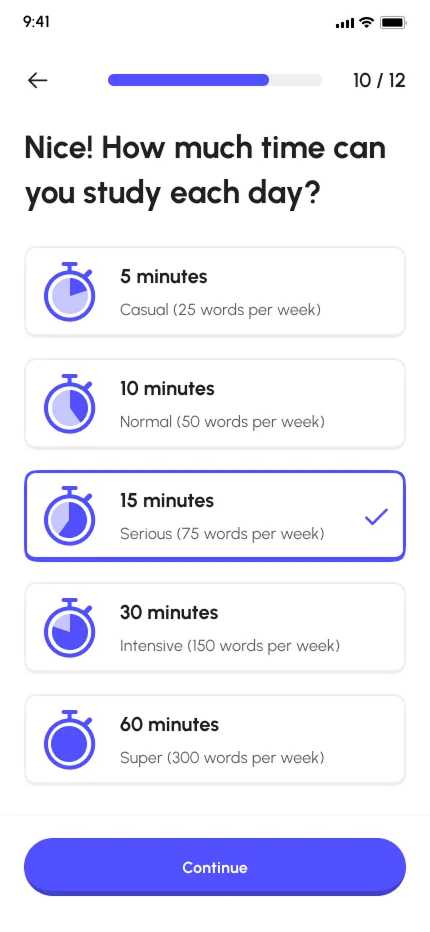 9:41
10 / 12
Nice! How much time can
you study each day?
5 minutes
Casual (25 words per week)
10 minutes
Normal (50 words per week)
15 minutes
Serious (75 words per week)
30 minutes
Intensive (150 words per week)
60 minutes
Super (300 words per week)
Continue